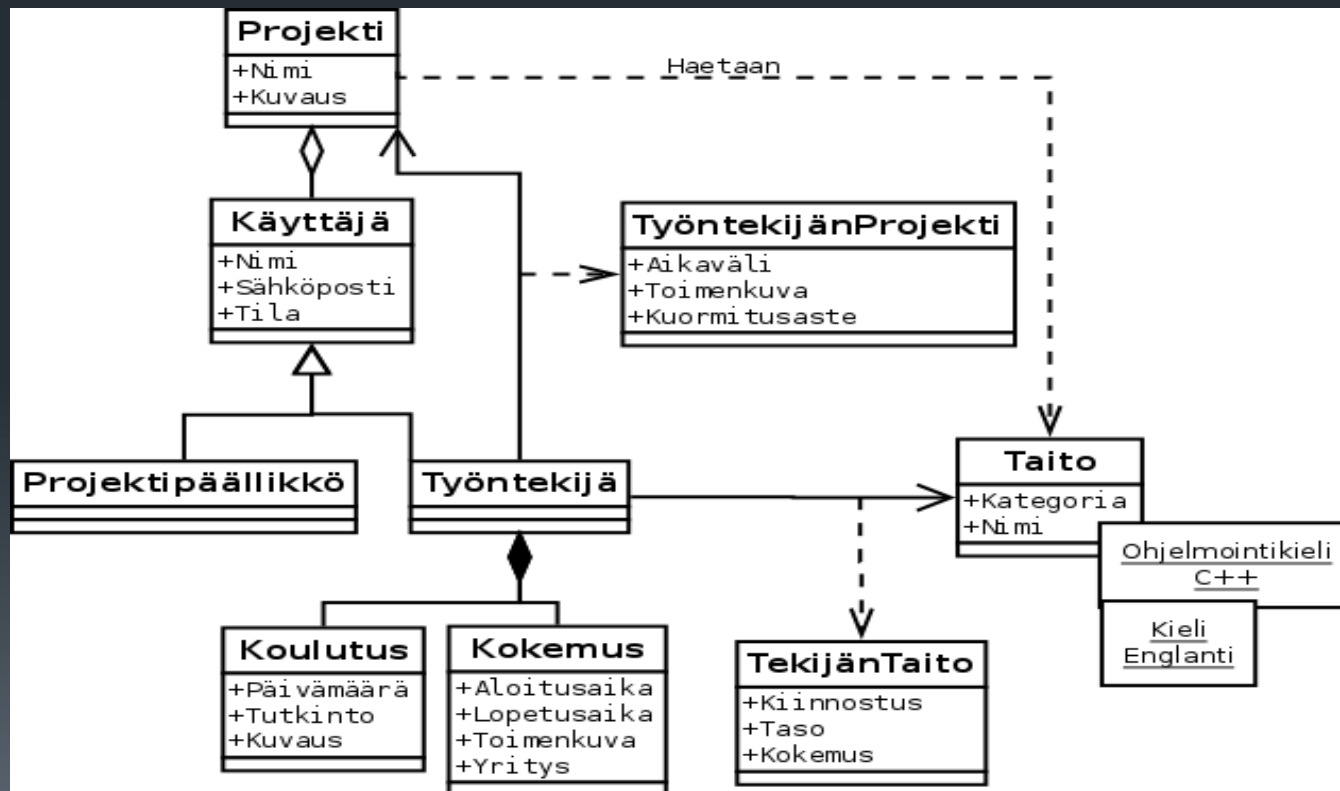 Projekti
+Nimi
+Kuvaus
Haetaan
Käyttäjä
+Nimi
+Sähköposti
+Tila
TyöntekijänProjekti
+Aikaväli
+Toimenkuva
+Kuormitusaste
Projektipäällikkö
Työntekijä
Taito
+Kategoria
+Nimi
Ohjelmointikieli
C++
Kieli
Englanti
Koulutus
+Päivämäärä
+Tutkinto
+Kuvaus
Kokemus
+Aloitusaika
+Lopetusaika
+Toimenkuva
+Yritys
TekijänTaito
+Kiinnostus
+Taso
+Kokemus